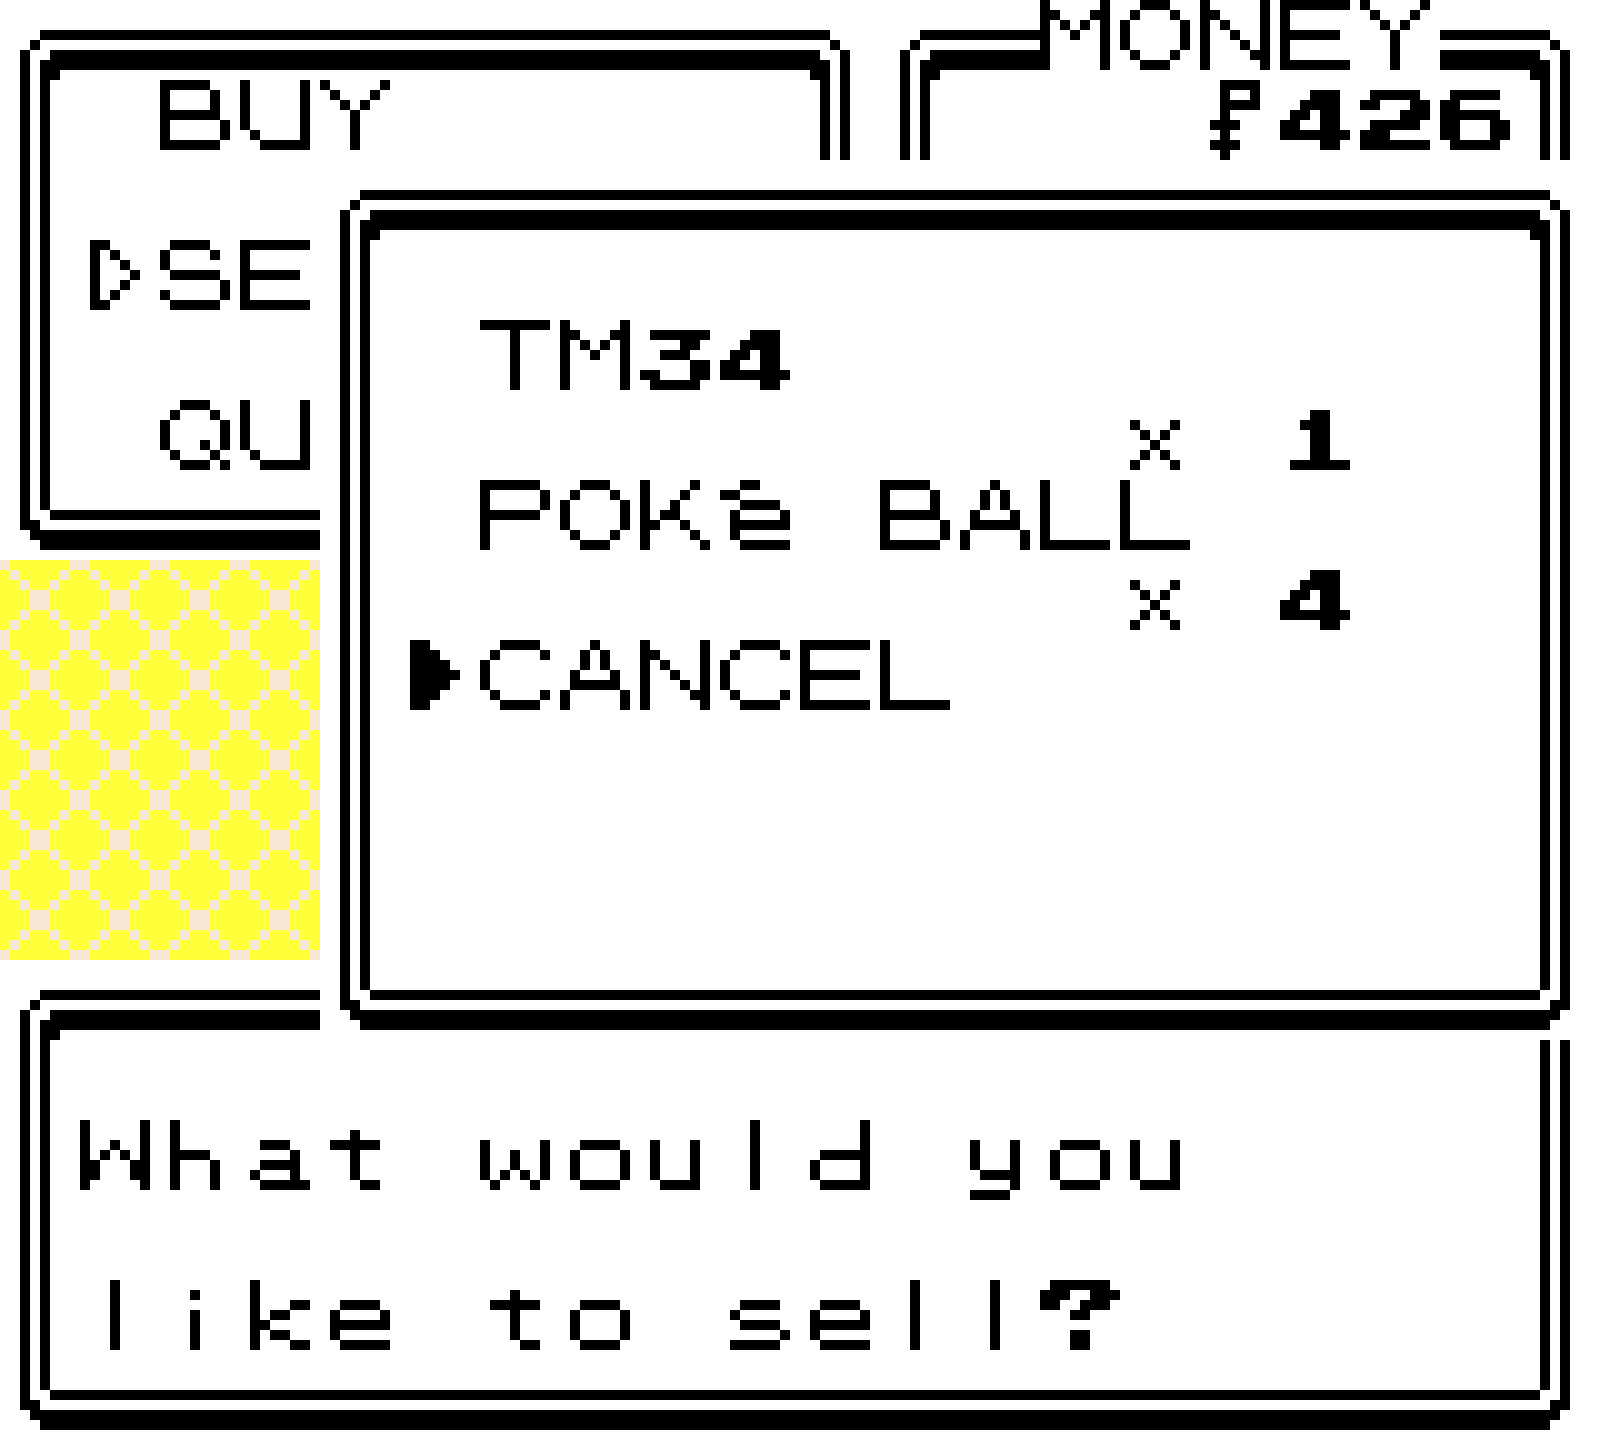 MONEY
BUY
₽426
▷SE
TM34
× 1
QU
POKé BALL
× 4
▶CANCEL
What would you
like to sell?